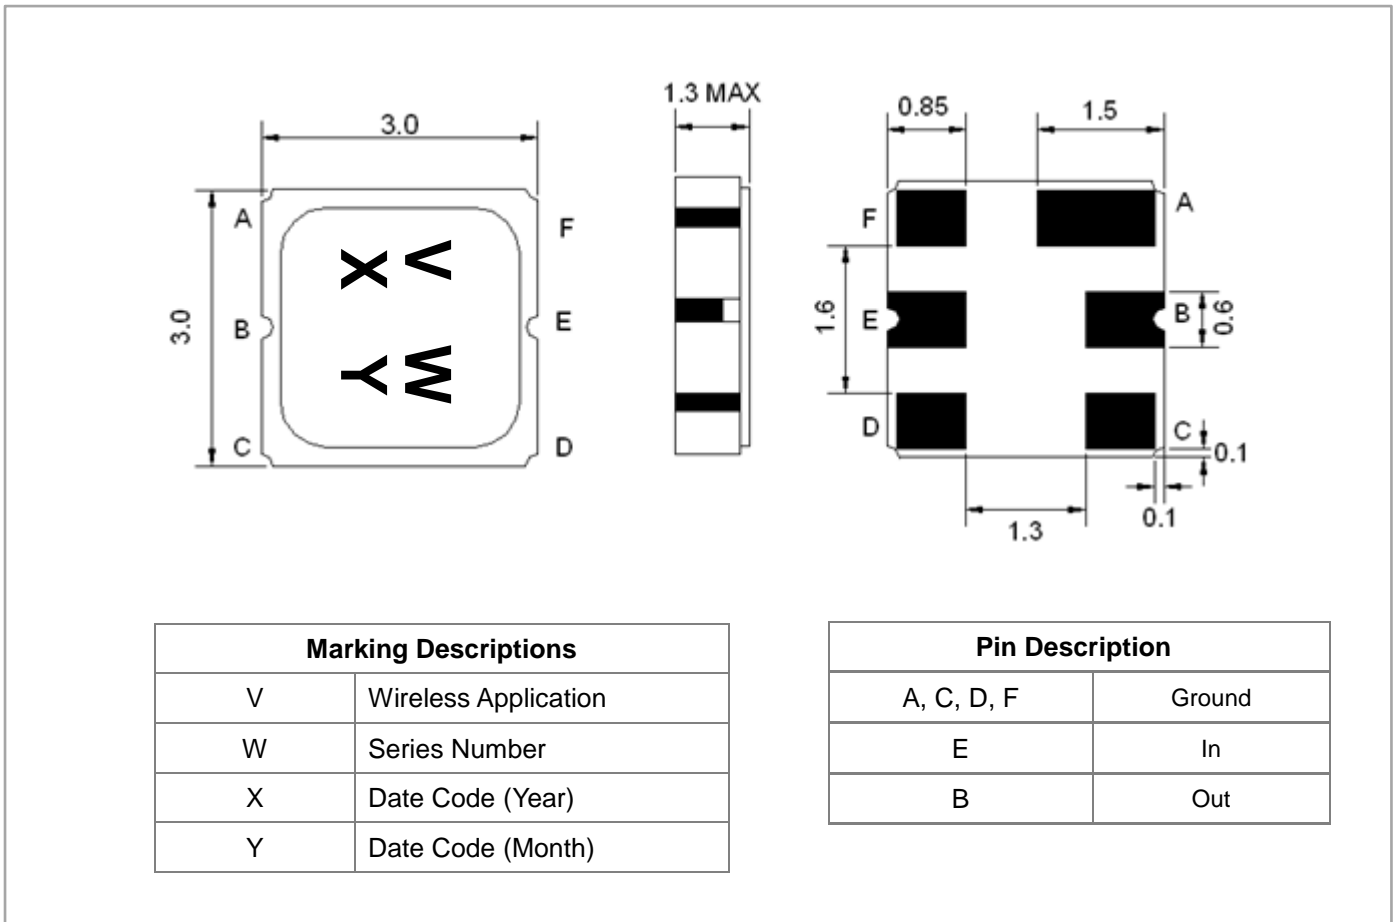 1.3 MAX
3.0
0.85
1.5
A
F
V
X
3.0
B
E
W
Y
C
D
F
A
1.6
E
B
0.6
D
C
0.1
0.1
1.3
Marking Descriptions
V Wireless Application
W Series Number
X Date Code (Year)
Y Date Code (Month)
Pin Description
A, C, D, F Ground
E In
B Out